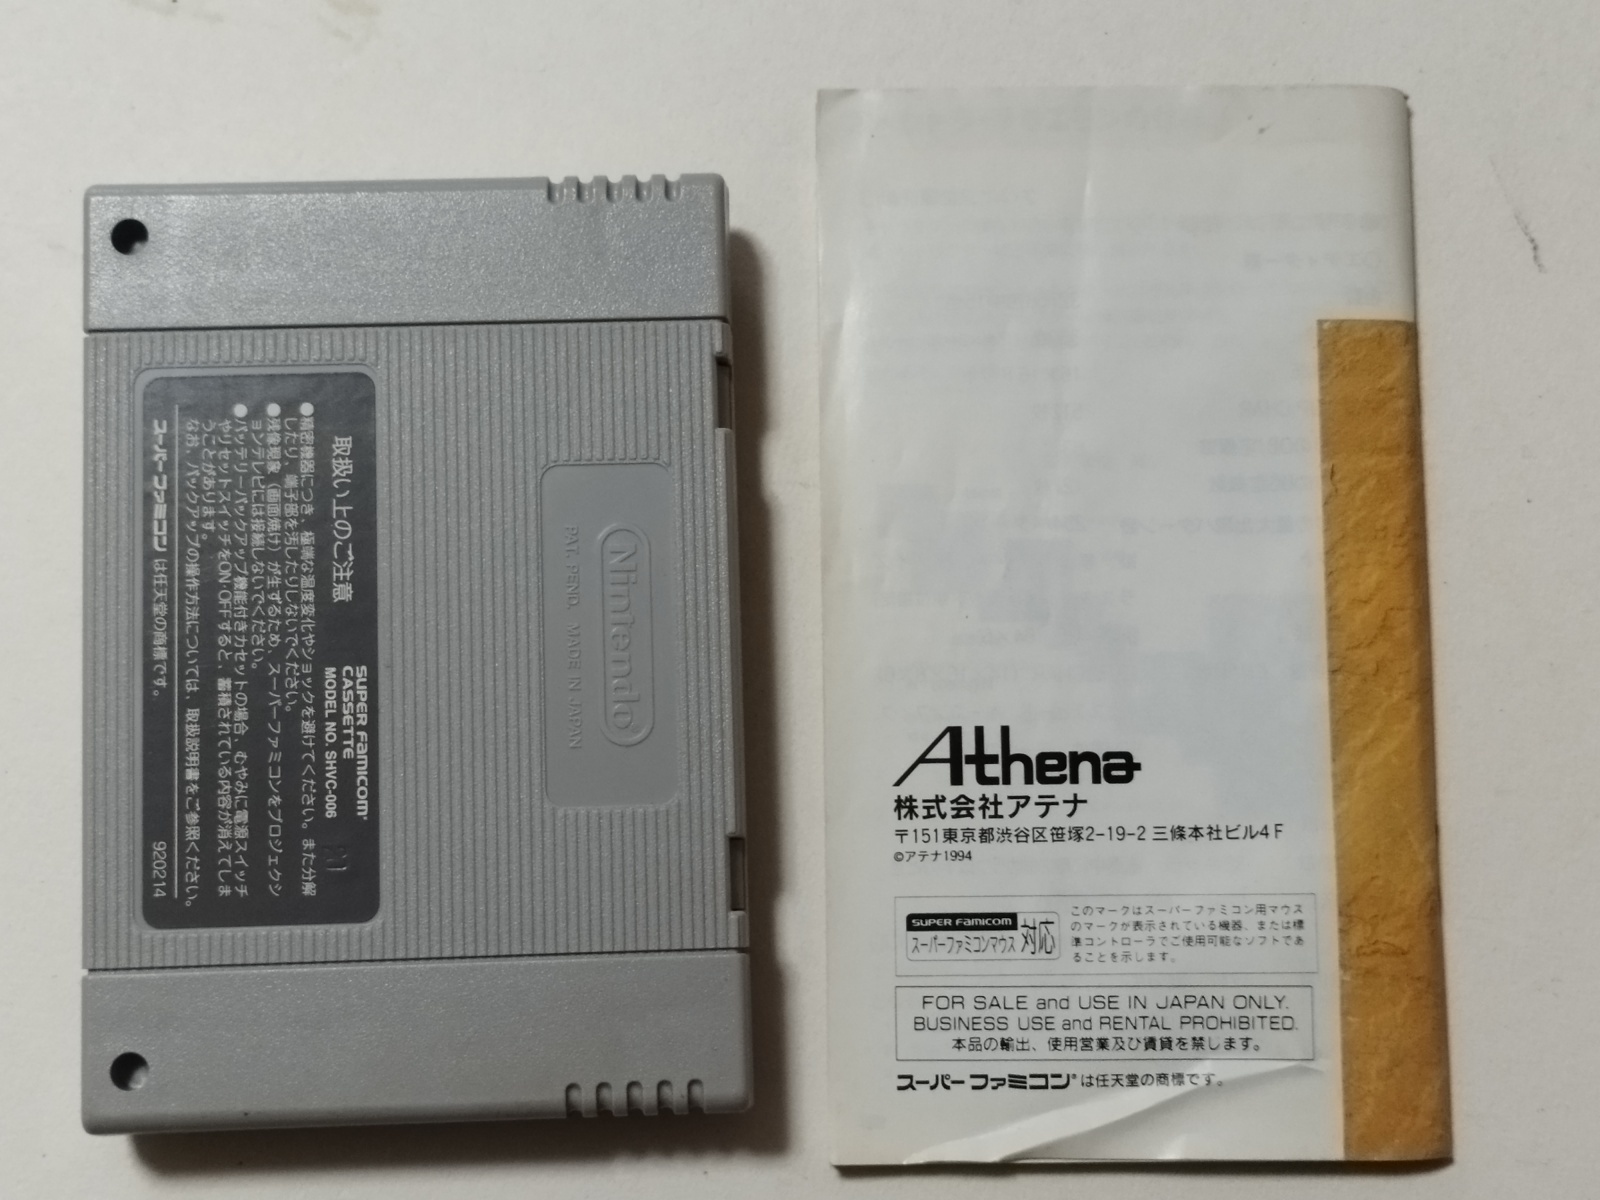 取扱い上のご注意
SUPER FAMICOM
CASSETTE
MODEL NO. SHVC-006
●精密機器につき、極端な温度変化やショックを避けてください。また分解
したり、端子部を汚したりしないでください。
●残像現象（画面焼け）が生ずるため、スーパーファミコンをプロジェクシ
ョンテレビには接続しないでください。
●バッテリーバックアップ機能付きカセットの場合、むやみに電源スイッチ
やリセットスイッチをON・OFFすると、蓄積されている内容が消えてしま
うことがあります。
なお、バックアップの操作方法については、取扱説明書をご参照ください。
スーパーファミコン は任天堂の商標です。
920214
Nintendo
PAT. PEND. MADE IN JAPAN
Athena
株式会社アテナ
〒151東京都渋谷区笹塚2-19-2 三條本社ビル4F
©アテナ1994
SUPER FAMICOM
スーパーファミコンマウス 対応
このマークはスーパーファミコン用マウス
のマークが表示されている機器、または標
準コントローラでご使用可能なソフトであ
ることを示します。
FOR SALE and USE IN JAPAN ONLY.
BUSINESS USE and RENTAL PROHIBITED.
本品の輸出、使用営業及び賃貸を禁じます。
スーパーファミコン®は任天堂の商標です。